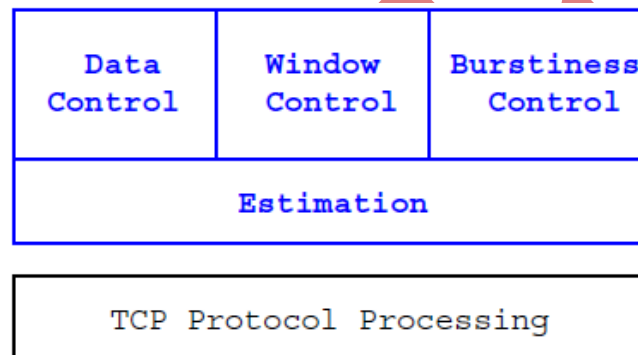 Data
Control
Window
Control
Burstiness
Control
Estimation
TCP Protocol Processing